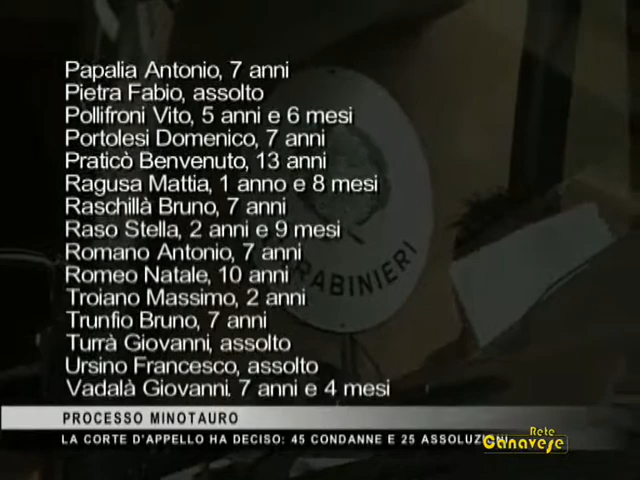 Papalia Antonio, 7 anni
Pietra Fabio, assolto
Pollifroni Vito, 5 anni e 6 mesi
Portolesi Domenico, 7 anni
Praticò Benvenuto, 13 anni
Ragusa Mattia, 1 anno e 8 mesi
Raschillà Bruno, 7 anni
Raso Stella, 2 anni e 9 mesi
Romano Antonio, 7 anni
Romeo Natale, 10 anni
Troiano Massimo, 2 anni
Trunfio Bruno, 7 anni
Turrà Giovanni, assolto
Ursino Francesco, assolto
Vadalà Giovanni. 7 anni e 4 mesi
PROCESSO MINOTAURO
LA CORTE D'APPELLO HA DECISO: 45 CONDANNE E 25 ASSOLUZIONI
Rete
Canavese